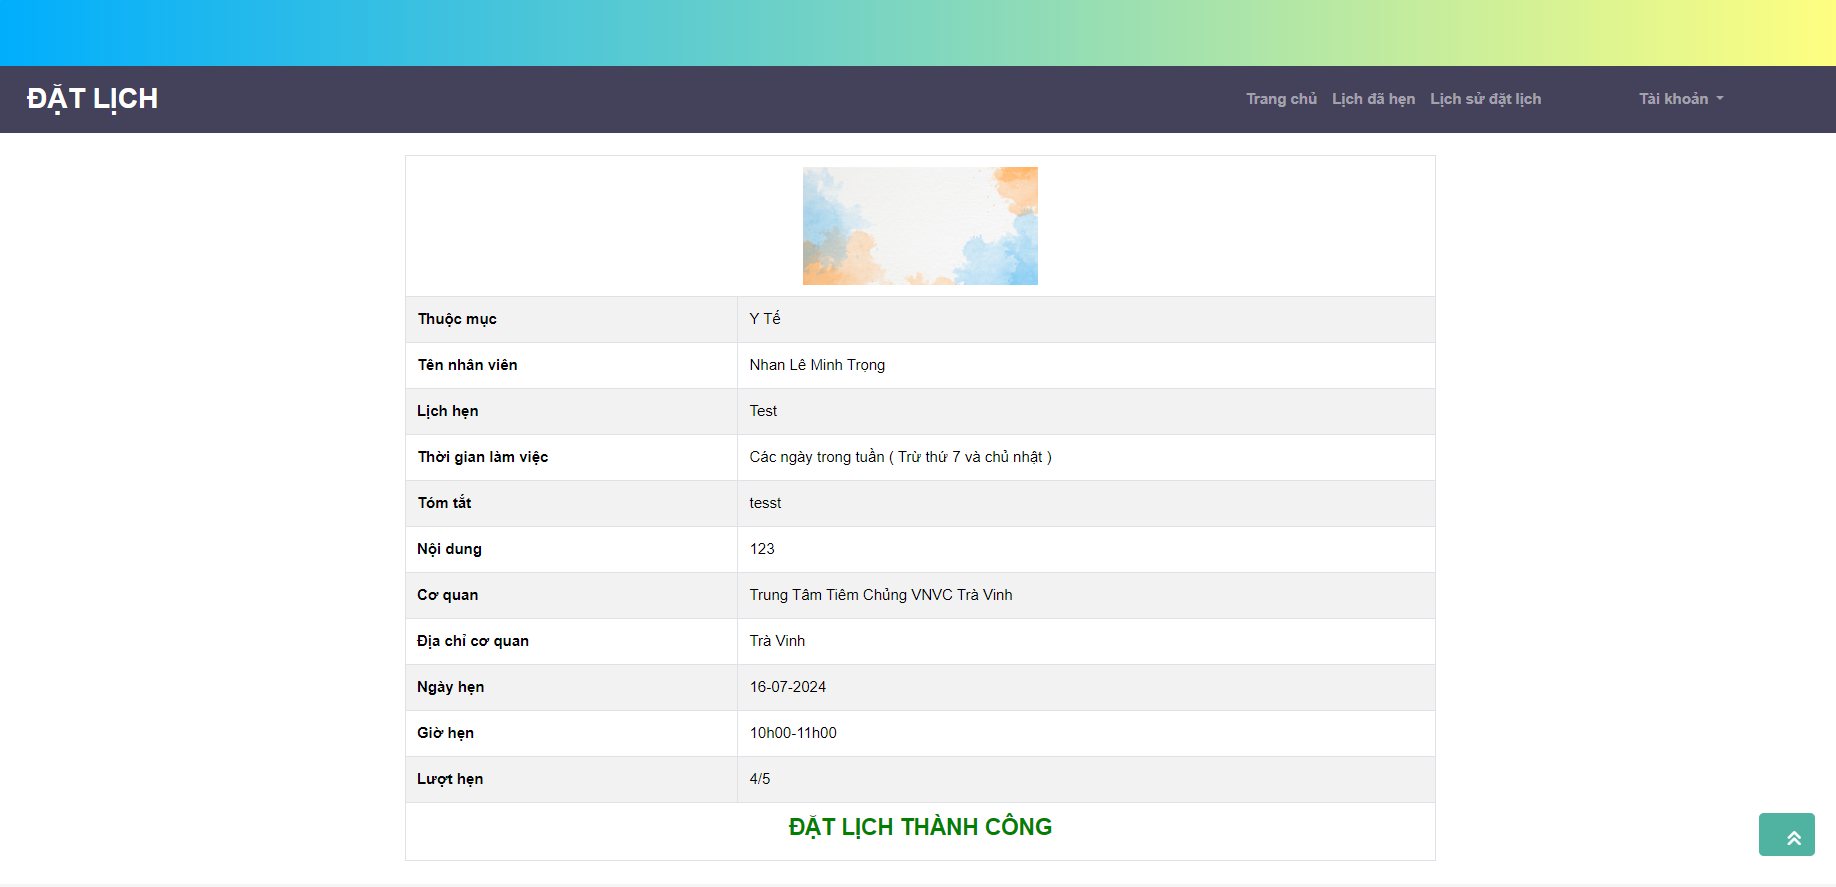 ĐẶT LỊCH
Trang chủ Lịch đã hẹn Lịch sử đặt lịch Tài khoản
Thuộc mục Y Tế
Tên nhân viên Nhan Lê Minh Trọng
Lịch hẹn Test
Thời gian làm việc Các ngày trong tuần ( Trừ thứ 7 và chủ nhật )
Tóm tắt tesst
Nội dung 123
Cơ quan Trung Tâm Tiêm Chủng VNVC Trà Vinh
Địa chỉ cơ quan Trà Vinh
Ngày hẹn 16-07-2024
Giờ hẹn 10h00-11h00
Lượt hẹn 4/5
ĐẶT LỊCH THÀNH CÔNG